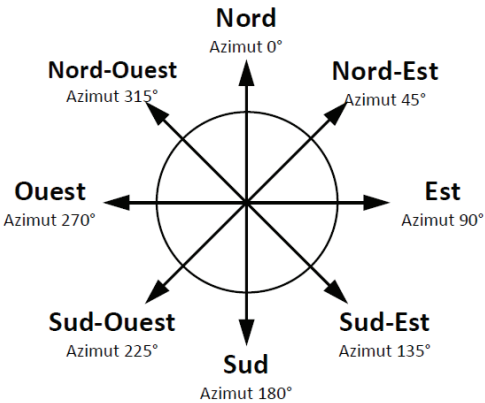 Nord
Azimut 0°
Nord-Ouest
Azimut 315°
Nord-Est
Azimut 45°
Ouest
Azimut 270°
Est
Azimut 90°
Sud-Ouest
Azimut 225°
Sud-Est
Azimut 135°
Sud
Azimut 180°